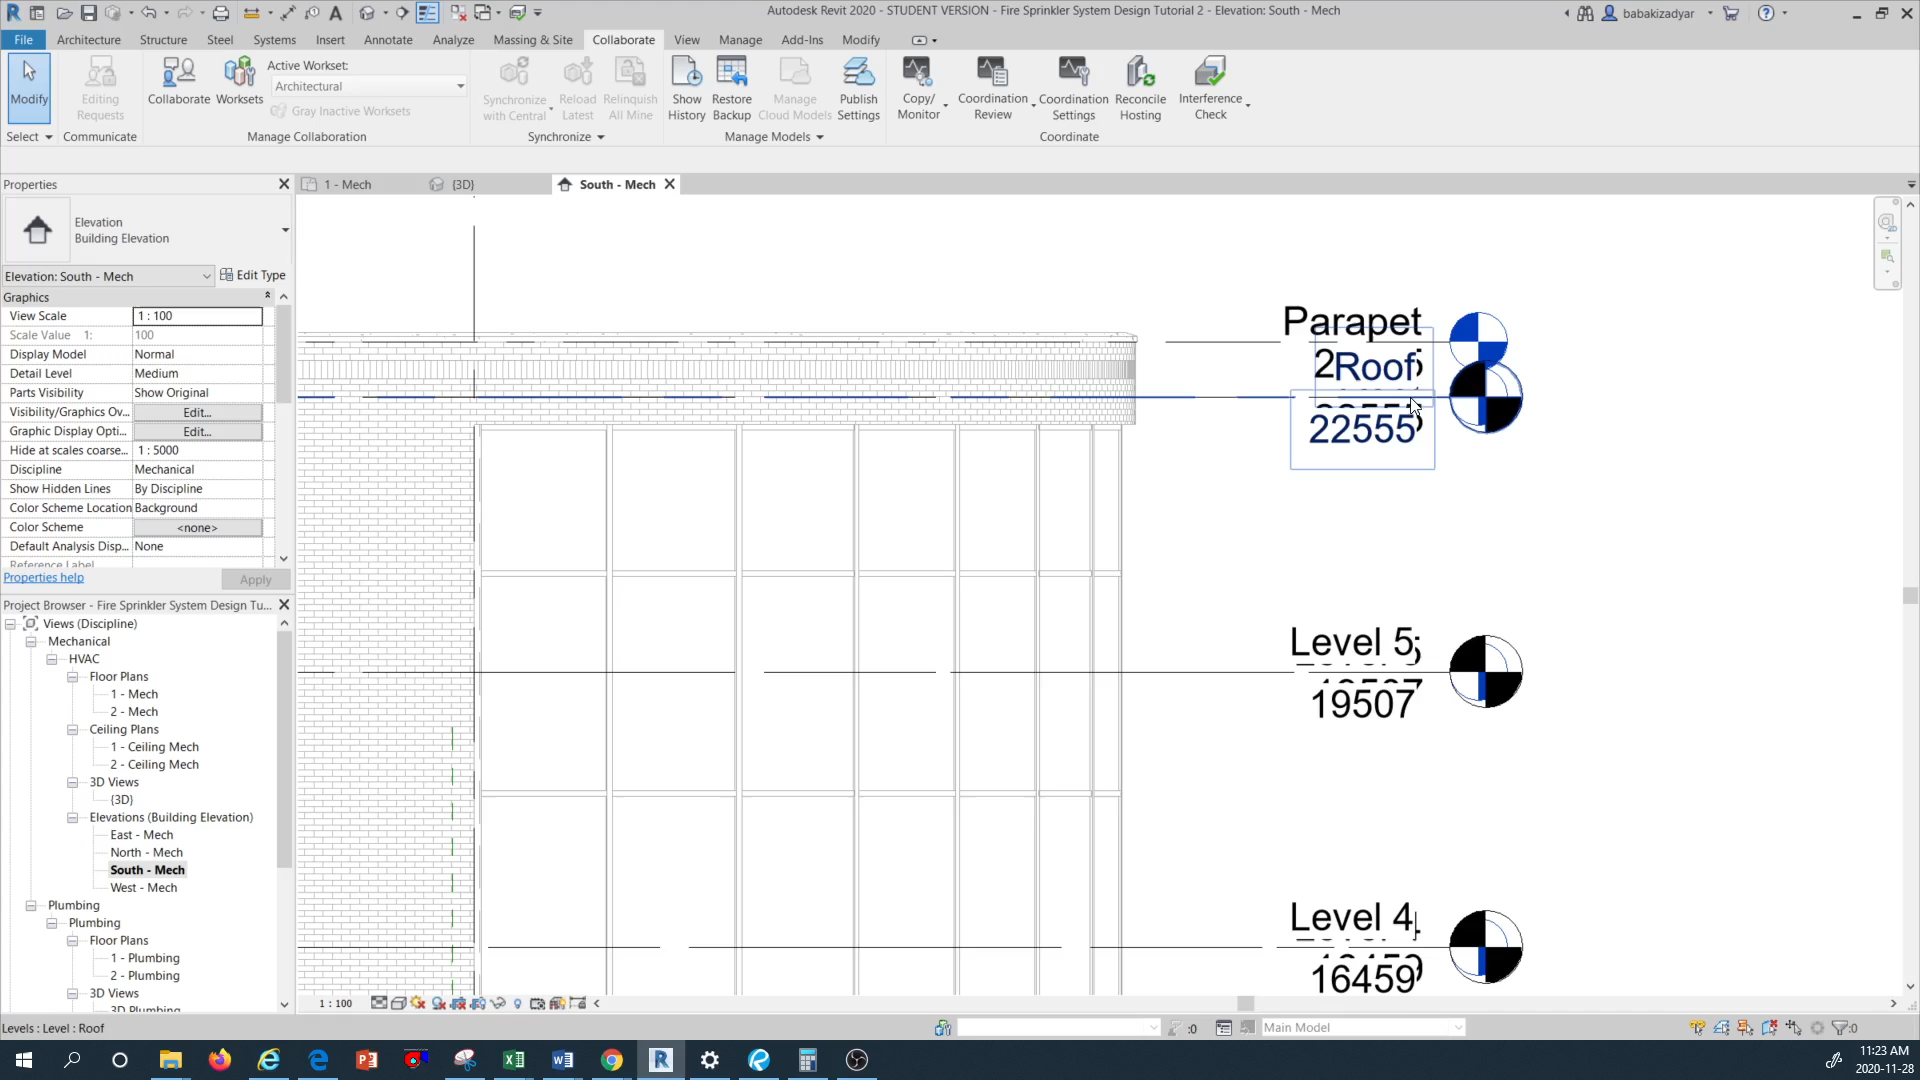 Autodesk Revit 2020 - STUDENT VERSION - Fire Sprinkler System Design Tutorial 2 - Elevation: South - Mech
babakizadyar
File Architecture Structure Steel Systems Insert Annotate Analyze Massing & Site Collaborate View Manage Add-Ins Modify
Modify
Editing Requests
Collaborate
Worksets
Active Workset:
Architectural
Gray Inactive Worksets
Synchronize with Central
Reload Latest
Relinquish All Mine
Show History
Restore Backup
Manage Cloud Models
Publish Settings
Copy/ Monitor
Coordination Review
Coordination Settings
Reconcile Hosting
Interference Check
Select Communicate Manage Collaboration Synchronize Manage Models Coordinate
Properties
1 - Mech {3D} South - Mech
Elevation
Building Elevation
Elevation: South - Mech Edit Type
Graphics
View Scale 1 : 100
Scale Value 1: 100
Display Model Normal
Detail Level Medium
Parts Visibility Show Original
Visibility/Graphics Ov... Edit...
Graphic Display Opti... Edit...
Hide at scales coarse... 1 : 5000
Discipline Mechanical
Show Hidden Lines By Discipline
Color Scheme Location Background
Color Scheme <none>
Default Analysis Disp... None
Reference Label
Properties help Apply
Project Browser - Fire Sprinkler System Design Tu...
Views (Discipline)
Mechanical
HVAC
Floor Plans
1 - Mech
2 - Mech
Ceiling Plans
1 - Ceiling Mech
2 - Ceiling Mech
3D Views
{3D}
Elevations (Building Elevation)
East - Mech
North - Mech
South - Mech
West - Mech
Plumbing
Plumbing
Floor Plans
1 - Plumbing
2 - Plumbing
3D Views
3D Plumbing
Parapet
Roof
22555
Level 5
19507
Level 4
16459
1 : 100
Levels : Level : Roof
:0
Main Model
:0
11:23 AM
2020-11-28